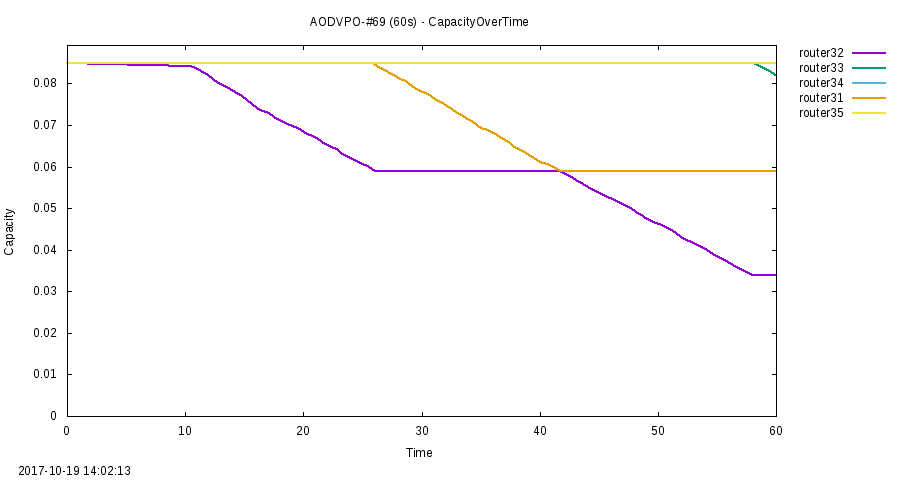 AODVPO-#69 (60s) - CapacityOverTime
router32
router33
router34
router31
router35
0.08
0.07
0.06
0.05
0.04
0.03
0.02
0.01
0
Capacity
0 10 20 30 40 50 60
Time
2017-10-19 14:02:13